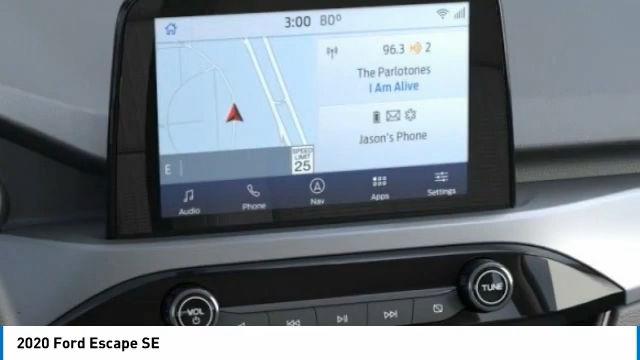 3:00 80°
96.3 HD 2
The Parlotones
I Am Alive
Jason's Phone
E
SPEED
LIMIT
25
Audio Phone Nav Apps Settings
VOL TUNE
2020 Ford Escape SE